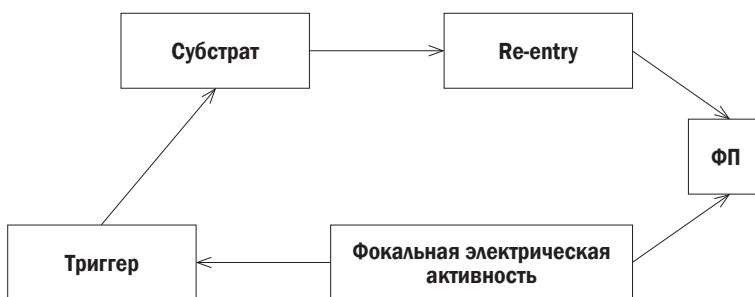 Субстрат
Re-entry
ФП
Триггер
Фокальная электрическая
активность